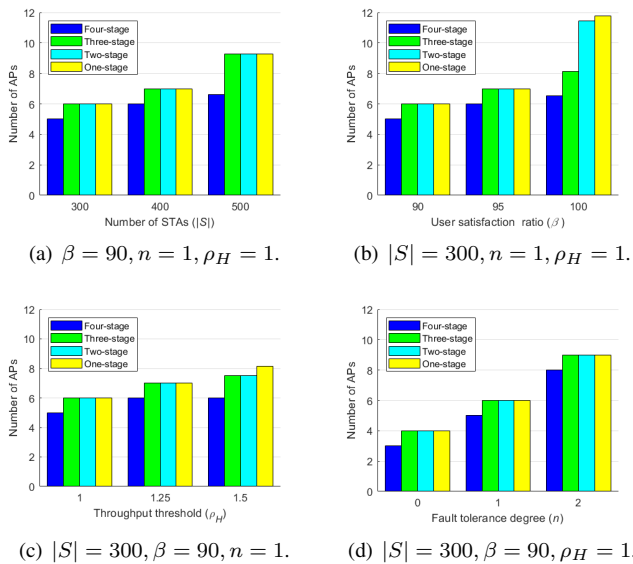 12
10
8
6
4
2
0
Number of APs
Four-stage
Three-stage
Two-stage
One-stage
300 400 500
Number of STAs (|S|)
(a) β = 90, n = 1, ρH = 1.
12
10
8
6
4
2
0
Number of APs
Four-stage
Three-stage
Two-stage
One-stage
90 95 100
User satisfaction ratio (β)
(b) |S| = 300, n = 1, ρH = 1.
12
10
8
6
4
2
0
Number of APs
Four-stage
Three-stage
Two-stage
One-stage
1 1.25 1.5
Throughput threshold (ρH)
(c) |S| = 300, β = 90, n = 1.
12
10
8
6
4
2
0
Number of APs
Four-stage
Three-stage
Two-stage
One-stage
0 1 2
Fault tolerance degree (n)
(d) |S| = 300, β = 90, ρH = 1.